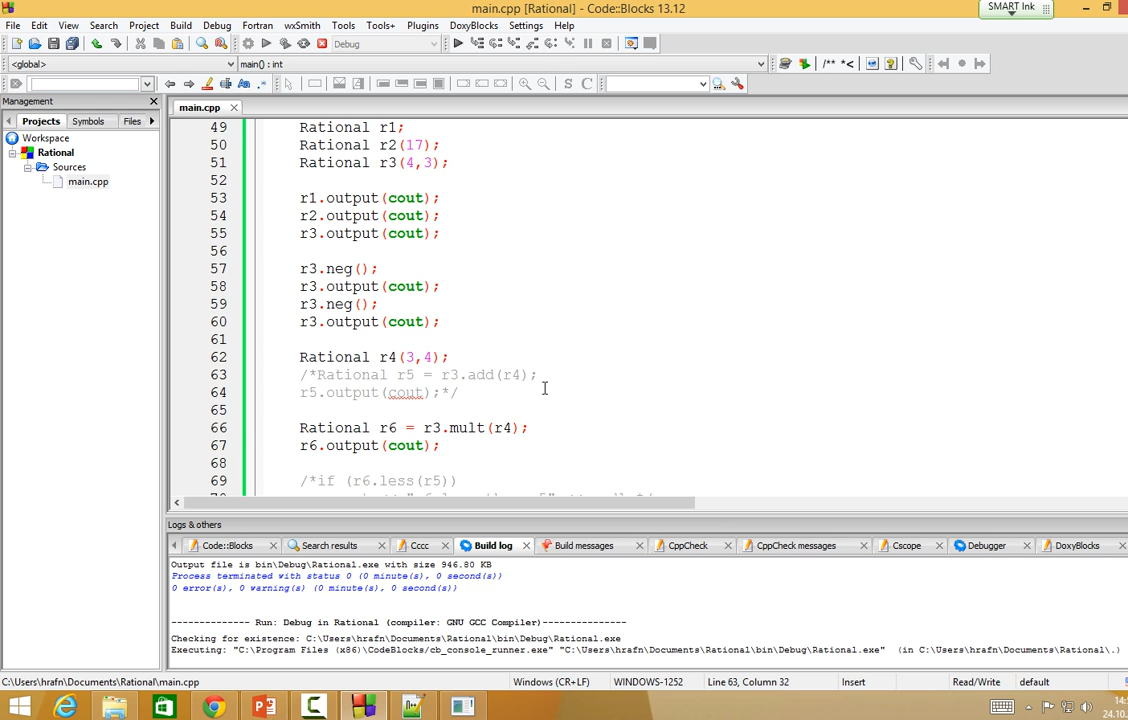 main.cpp [Rational] - Code::Blocks 13.12
SMART Ink
File Edit View Search Project Build Debug Fortran wxSmith Tools Tools+ Plugins DoxyBlocks Settings Help
Debug
<global> main() : int /** *<
Management
Projects Symbols Files
Workspace
Rational
Sources
main.cpp
main.cpp
49 Rational r1;
50 Rational r2(17);
51 Rational r3(4,3);
52
53 r1.output(cout);
54 r2.output(cout);
55 r3.output(cout);
56
57 r3.neg();
58 r3.output(cout);
59 r3.neg();
60 r3.output(cout);
61
62 Rational r4(3,4);
63 /*Rational r5 = r3.add(r4);
64 r5.output(cout);*/
65
66 Rational r6 = r3.mult(r4);
67 r6.output(cout);
68
69 /*if (r6.less(r5))
Logs & others
Code::Blocks Search results Cccc Build log Build messages CppCheck CppCheck messages Cscope Debugger DoxyBlocks
Output file is bin\Debug\Rational.exe with size 946.80 KB
Process terminated with status 0 (0 minute(s), 0 second(s))
0 error(s), 0 warning(s) (0 minute(s), 0 second(s))
-------------- Run: Debug in Rational (compiler: GNU GCC Compiler)---------------
Checking for existence: C:\Users\hrafn\Documents\Rational\bin\Debug\Rational.exe
Executing: "C:\Program Files (x86)\CodeBlocks/cb_console_runner.exe" "C:\Users\hrafn\Documents\Rational\bin\Debug\Rational.exe" (in C:\Users\hrafn\Documents\Rational\.)
C:\Users\hrafn\Documents\Rational\main.cpp Windows (CR+LF) WINDOWS-1252 Line 63, Column 32 Insert Read/Write default
24.10